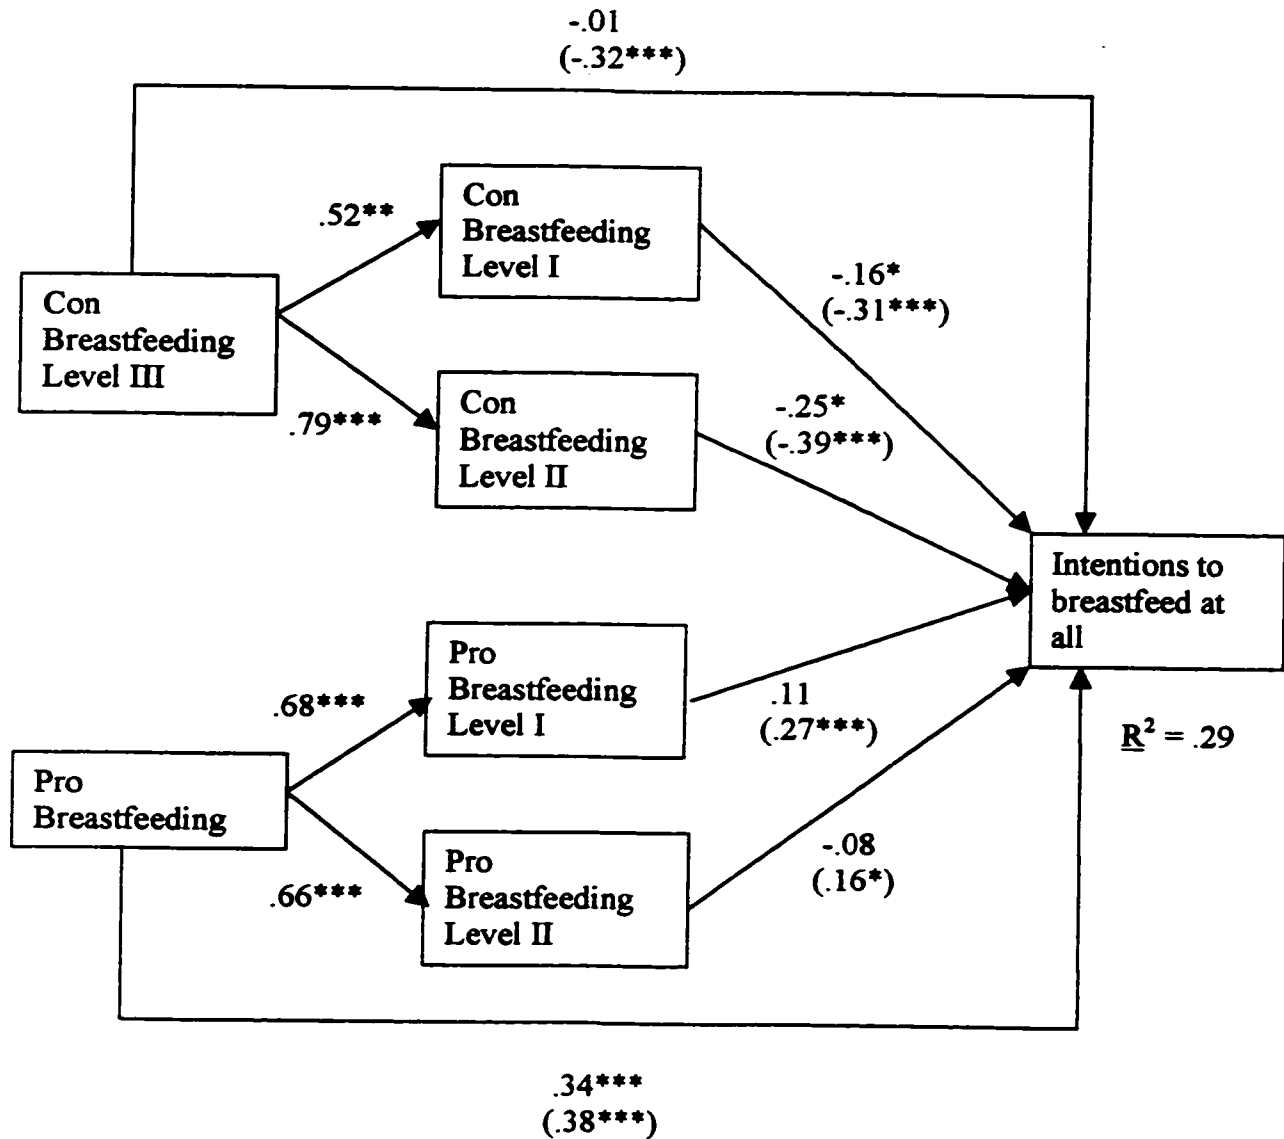 -.01
(-.32***)
Con
Breastfeeding
Level I
.52**
-.16*
(-.31***)
Con
Breastfeeding
Level III
Con
Breastfeeding
Level II
.79***
-.25*
(-.39***)
Intentions to
breastfeed at
all
Pro
Breastfeeding
Level I
.68***
.11
(.27***)
R² = .29
Pro
Breastfeeding
Pro
Breastfeeding
Level II
.66***
-.08
(.16*)
.34***
(.38***)